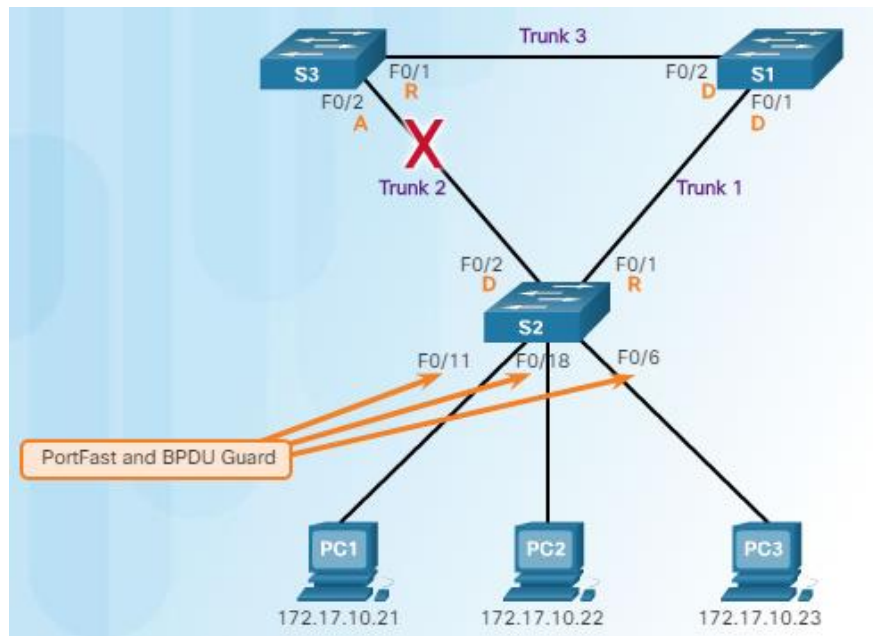 Trunk 3
S3
F0/1
R
F0/2
A
F0/2
D
S1
F0/1
D
X
Trunk 2
Trunk 1
F0/2
D
F0/1
R
S2
F0/11
F0/18
F0/6
PortFast and BPDU Guard
PC1
PC2
PC3
172.17.10.21
172.17.10.22
172.17.10.23